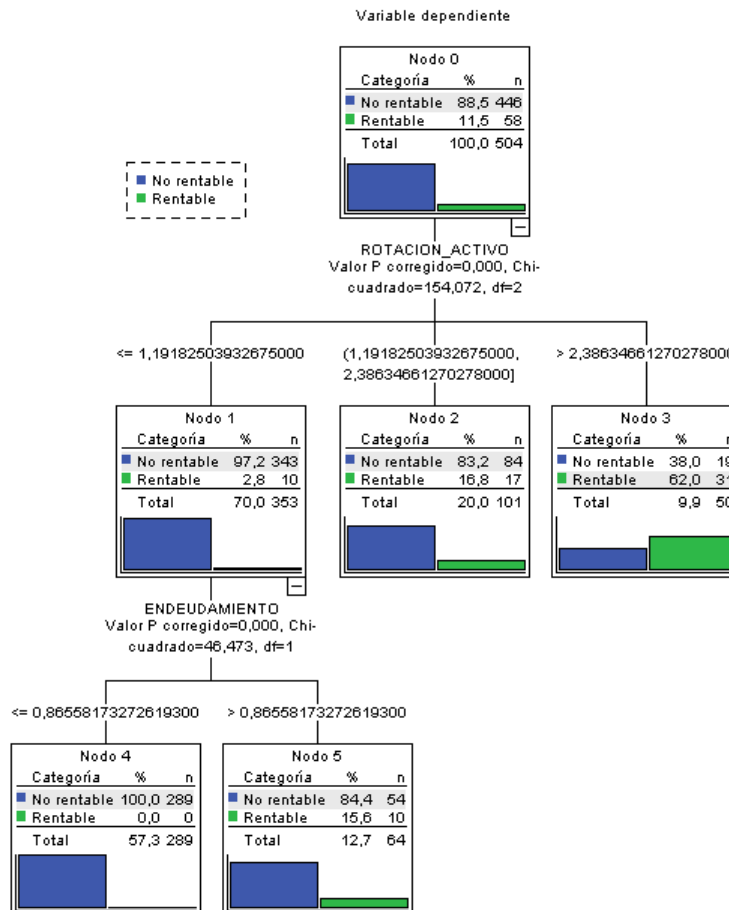 Variable dependiente
Nodo 0
Categoría % n
No rentable 88,5 446
Rentable 11,5 58
Total 100,0 504
No rentable
Rentable
ROTACION_ACTIVO
Valor P corregido=0,000, Chi-
cuadrado=154,072, df=2
<= 1,19182503932675000
(1,19182503932675000,
2,38634661270278000]
> 2,38634661270278000
Nodo 1
Categoría % n
No rentable 97,2 343
Rentable 2,8 10
Total 70,0 353
Nodo 2
Categoría % n
No rentable 83,2 84
Rentable 16,8 17
Total 20,0 101
Nodo 3
Categoría % n
No rentable 38,0 19
Rentable 62,0 31
Total 9,9 50
ENDEUDAMIENTO
Valor P corregido=0,000, Chi-
cuadrado=46,473, df=1
<= 0,86558173272619300
> 0,86558173272619300
Nodo 4
Categoría % n
No rentable 100,0 289
Rentable 0,0 0
Total 57,3 289
Nodo 5
Categoría % n
No rentable 84,4 54
Rentable 15,6 10
Total 12,7 64